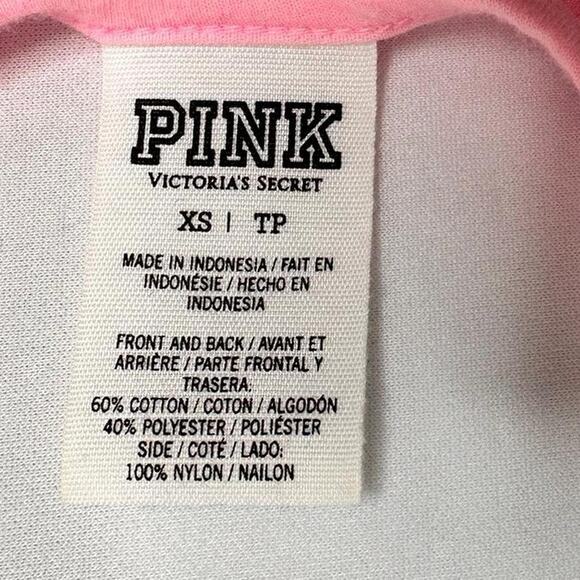 PINK
VICTORIA'S SECRET
XS | TP
MADE IN INDONESIA / FAIT EN
INDONÉSIE / HECHO EN
INDONESIA
FRONT AND BACK / AVANT ET
ARRIÈRE / PARTE FRONTAL Y
TRASERA:
60% COTTON / COTON / ALGODÓN
40% POLYESTER / POLIÉSTER
SIDE / COTÉ / LADO:
100% NYLON / NAILON